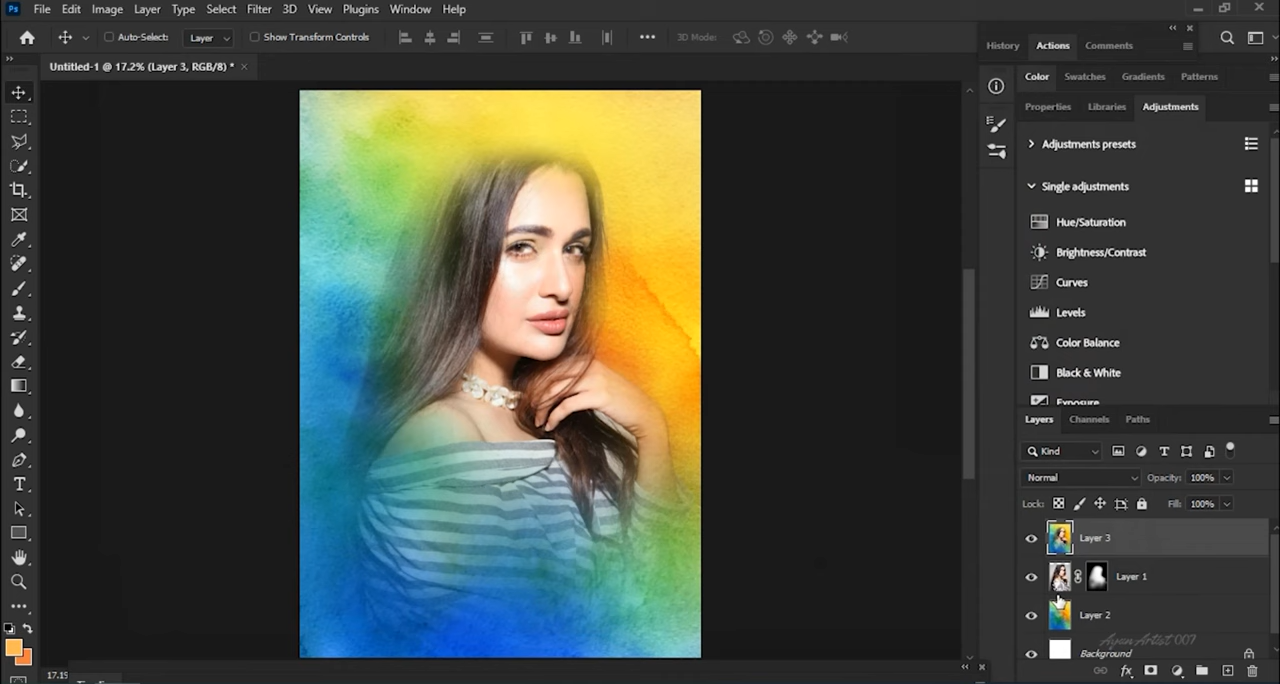 Ps File Edit Image Layer Type Select Filter 3D View Plugins Window Help
Auto-Select: Layer Show Transform Controls 3D Mode:
History Actions Comments
Untitled-1 @ 17.2% (Layer 3, RGB/8) *
Color Swatches Gradients Patterns
Properties Libraries Adjustments
Adjustments presets
Single adjustments
Hue/Saturation
Brightness/Contrast
Curves
Levels
Color Balance
Black & White
Exposure
Layers Channels Paths
Kind
Normal Opacity: 100%
Lock: Fill: 100%
Layer 3
Layer 1
Layer 2
Ayan Artist 007
Background
17.19